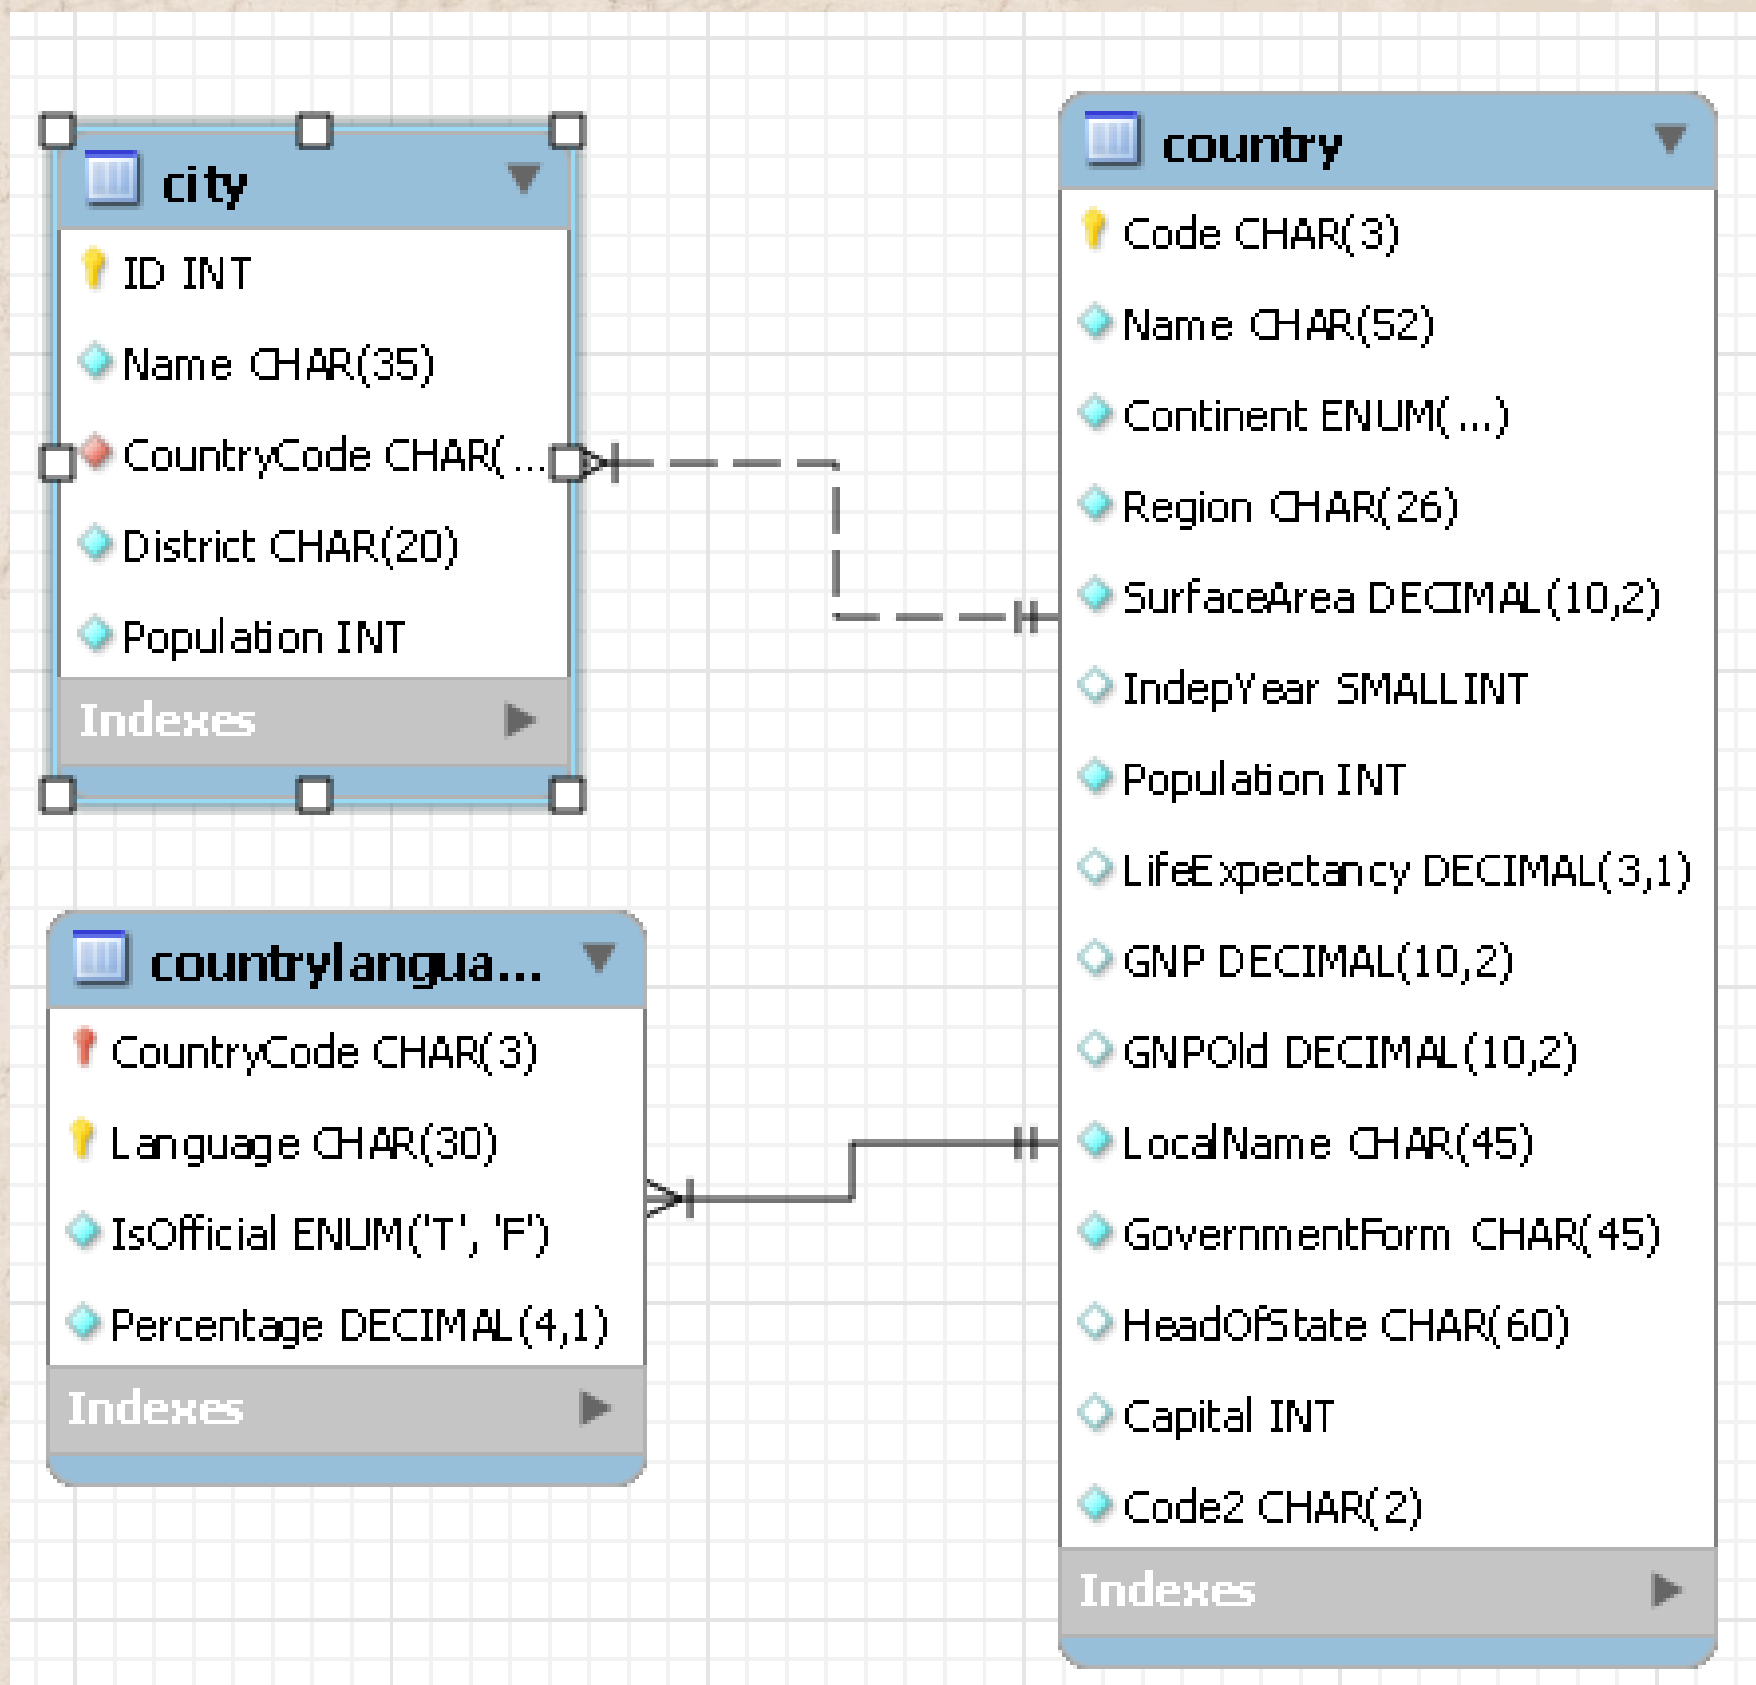 city
ID INT
Name CHAR(35)
CountryCode CHAR(...
District CHAR(20)
Population INT
Indexes
countrylangua...
CountryCode CHAR(3)
Language CHAR(30)
IsOfficial ENUM('T', 'F')
Percentage DECIMAL(4,1)
Indexes
country
Code CHAR(3)
Name CHAR(52)
Continent ENUM(...)
Region CHAR(26)
SurfaceArea DECIMAL(10,2)
IndepYear SMALLINT
Population INT
LifeExpectancy DECIMAL(3,1)
GNP DECIMAL(10,2)
GNPOld DECIMAL(10,2)
LocalName CHAR(45)
GovernmentForm CHAR(45)
HeadOfState CHAR(60)
Capital INT
Code2 CHAR(2)
Indexes